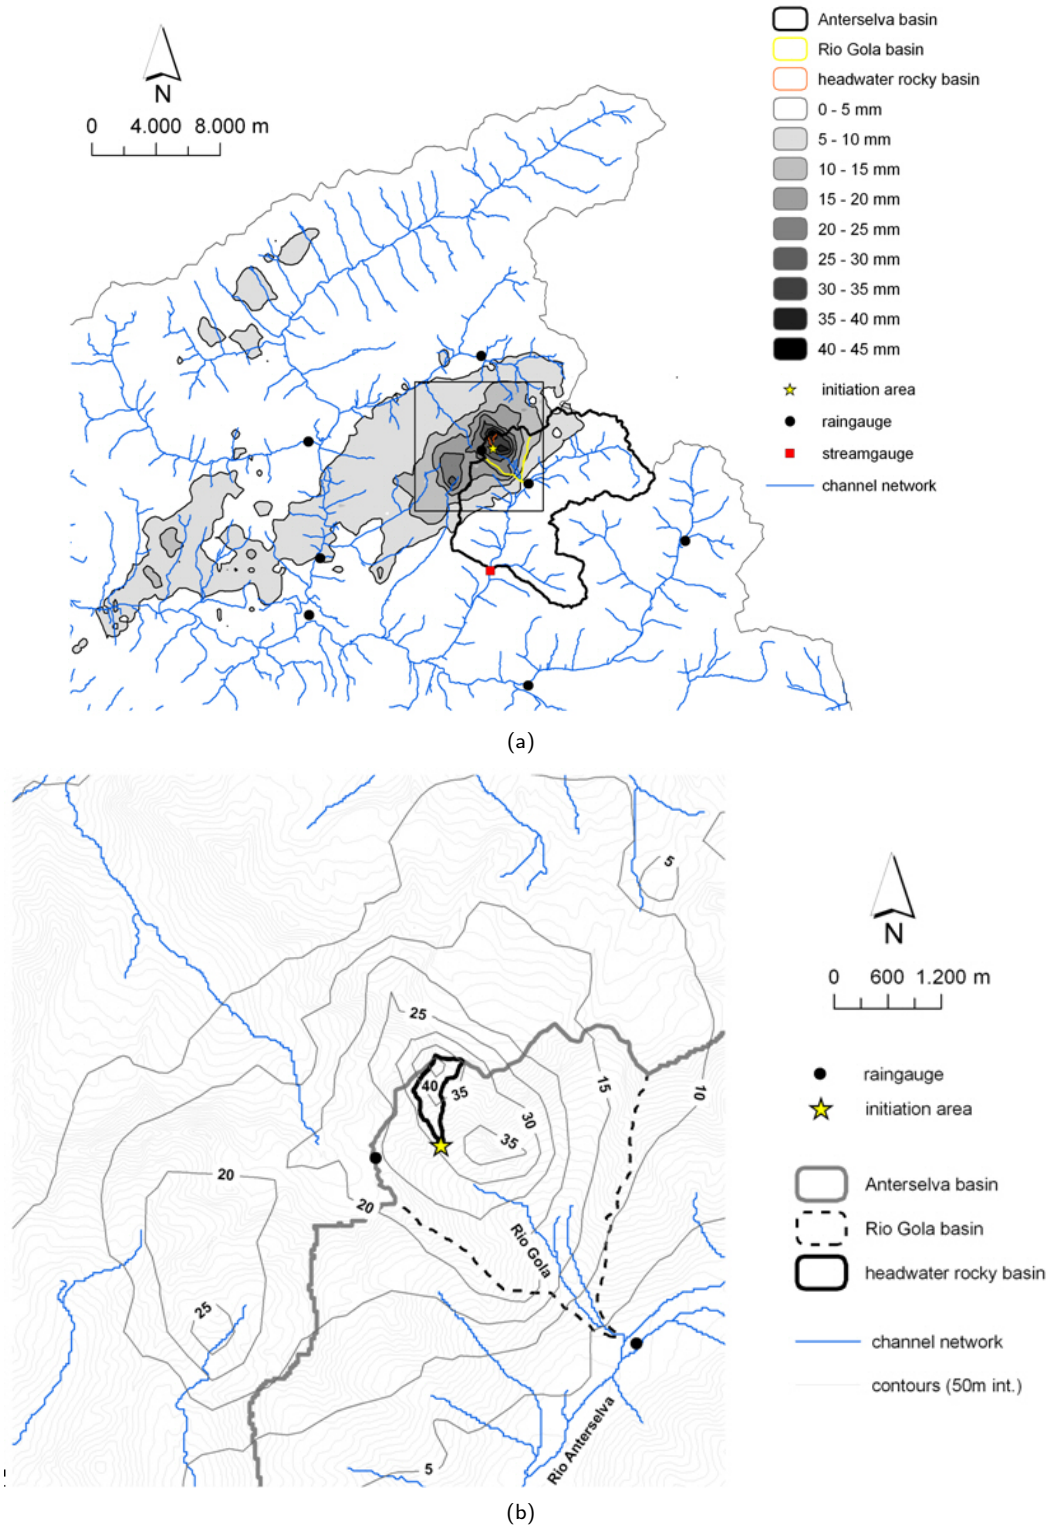 N
0 4.000 8.000 m
Anterselva basin
Rio Gola basin
headwater rocky basin
0 - 5 mm
5 - 10 mm
10 - 15 mm
15 - 20 mm
20 - 25 mm
25 - 30 mm
30 - 35 mm
35 - 40 mm
40 - 45 mm
initiation area
raingauge
streamgauge
channel network
(a)
5
25
40
35
30
35
15
10
20
20
Rio Gola
25
Rio Anterselva
5
N
0 600 1.200 m
raingauge
initiation area
Anterselva basin
Rio Gola basin
headwater rocky basin
channel network
contours (50m int.)
(b)